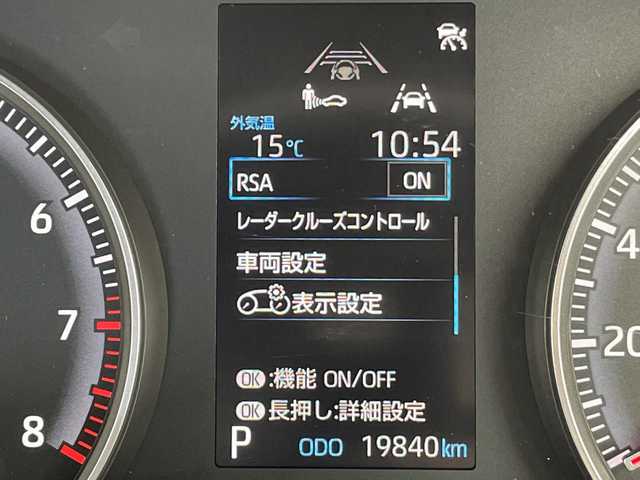 外気温
15℃ 10:54
RSA ON
レーダークルーズコントロール
車両設定
表示設定
OK:機能 ON/OFF
OK長押し:詳細設定
P ODO 19840km
6
7
8
4
20